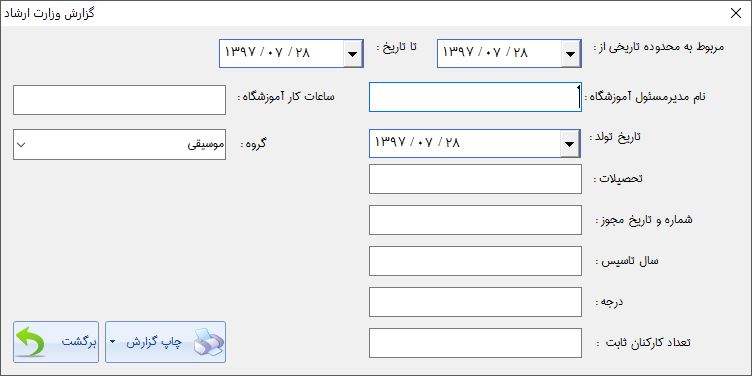 گزارش وزارت ارشاد
مربوط به محدوده تاریخی از : ۱۳۹۷ / ۰۷ / ۲۸ تا تاریخ : ۱۳۹۷ / ۰۷ / ۲۸
نام مدیرمسئول آموزشگاه : ساعات کار آموزشگاه :
تاریخ تولد : ۱۳۹۷ / ۰۷ / ۲۸ گروه : موسیقی
تحصیلات :
شماره و تاریخ مجوز :
سال تاسیس :
درجه :
تعداد کارکنان ثابت :
چاپ گزارش برگشت